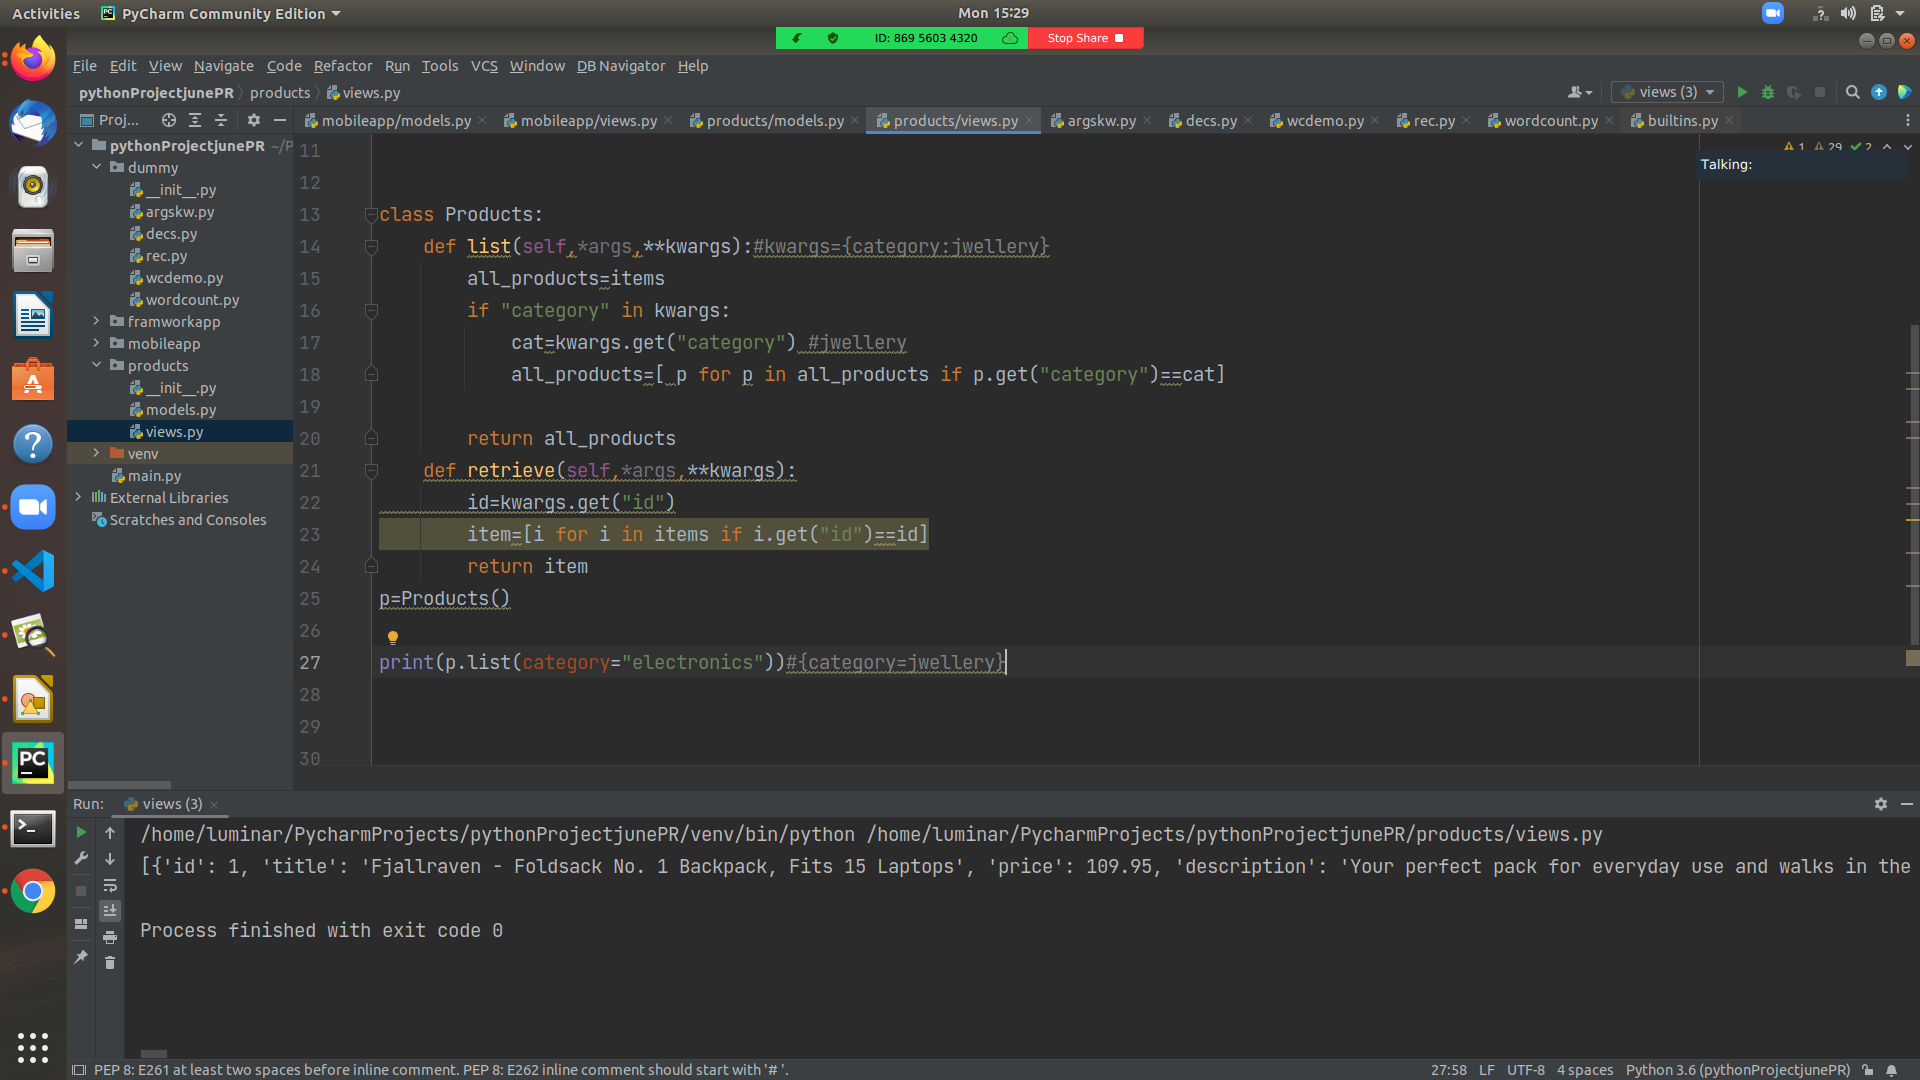 Activities PyCharm Community Edition Mon 15:29
ID: 869 5603 4320 Stop Share
File Edit View Navigate Code Refactor Run Tools VCS Window DB Navigator Help
pythonProjectjunePR products views.py views (3)
Proj... mobileapp/models.py mobileapp/views.py products/models.py products/views.py argskw.py decs.py wcdemo.py rec.py wordcount.py builtins.py
1 29 2
Talking:
pythonProjectjunePR ~/P
dummy
__init__.py
argskw.py
decs.py
rec.py
wcdemo.py
wordcount.py
framworkapp
mobileapp
products
__init__.py
models.py
views.py
venv
main.py
External Libraries
Scratches and Consoles
11
12
13 class Products:
14 def list(self,*args,**kwargs):#kwargs={category:jwellery}
15 all_products=items
16 if "category" in kwargs:
17 cat=kwargs.get("category") #jwellery
18 all_products=[ p for p in all_products if p.get("category")==cat]
19
20 return all_products
21 def retrieve(self,*args,**kwargs):
22 id=kwargs.get("id")
23 item=[i for i in items if i.get("id")==id]
24 return item
25 p=Products()
26
27 print(p.list(category="electronics"))#{category=jwellery}
28
29
30
Run: views (3)
/home/luminar/PycharmProjects/pythonProjectjunePR/venv/bin/python /home/luminar/PycharmProjects/pythonProjectjunePR/products/views.py
[{'id': 1, 'title': 'Fjallraven - Foldsack No. 1 Backpack, Fits 15 Laptops', 'price': 109.95, 'description': 'Your perfect pack for everyday use and walks in the
Process finished with exit code 0
PEP 8: E261 at least two spaces before inline comment. PEP 8: E262 inline comment should start with '# '. 27:58 LF UTF-8 4 spaces Python 3.6 (pythonProjectjunePR)